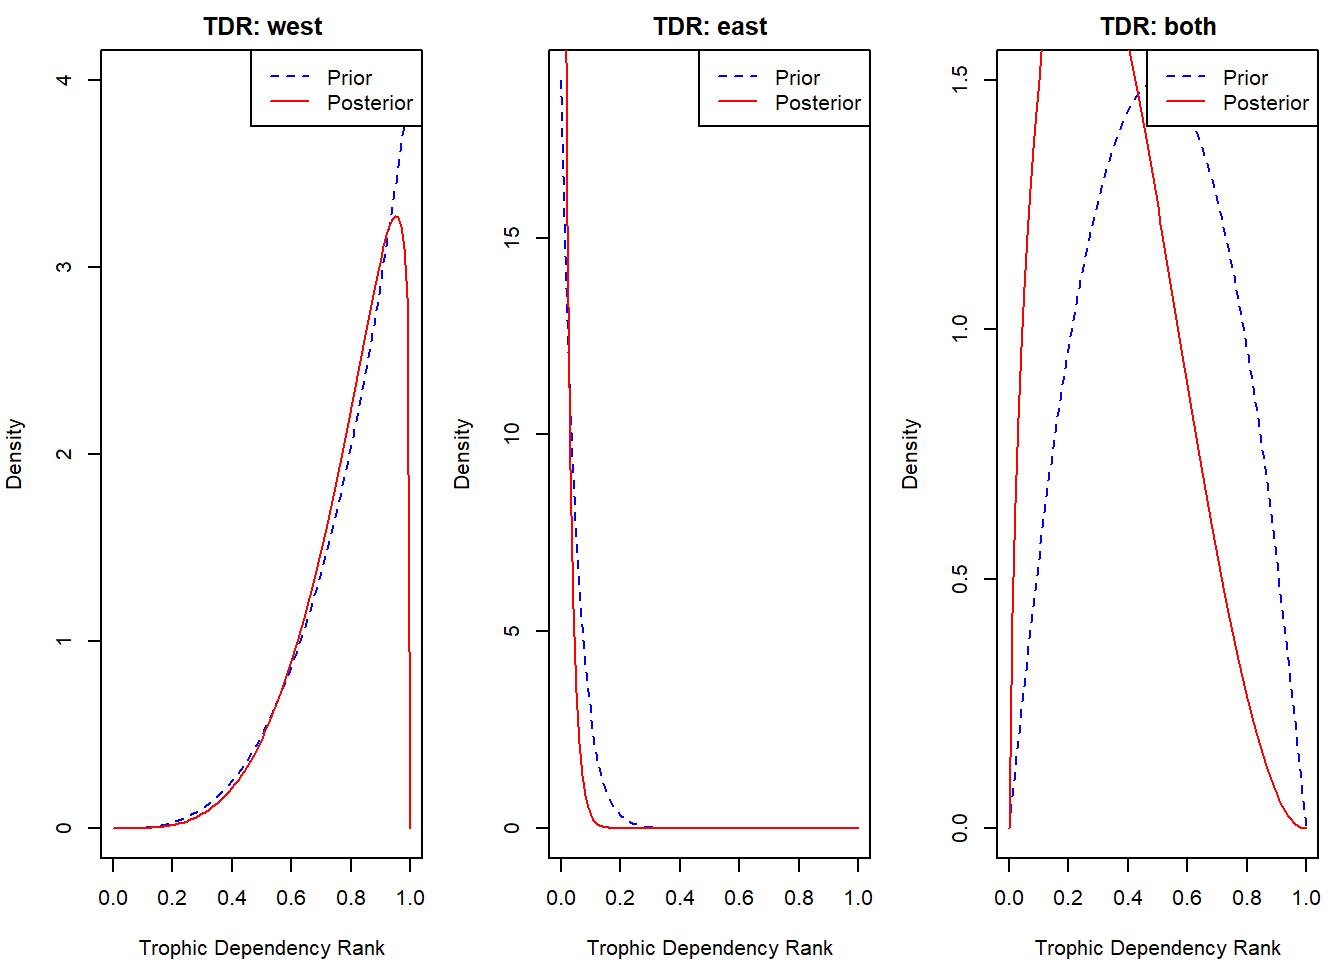 TDR: west
Prior
Posterior
Density
4
3
2
1
0
0.0 0.2 0.4 0.6 0.8 1.0
Trophic Dependency Rank
TDR: east
Prior
Posterior
Density
15
10
5
0
0.0 0.2 0.4 0.6 0.8 1.0
Trophic Dependency Rank
TDR: both
Prior
Posterior
Density
1.5
1.0
0.5
0.0
0.0 0.2 0.4 0.6 0.8 1.0
Trophic Dependency Rank